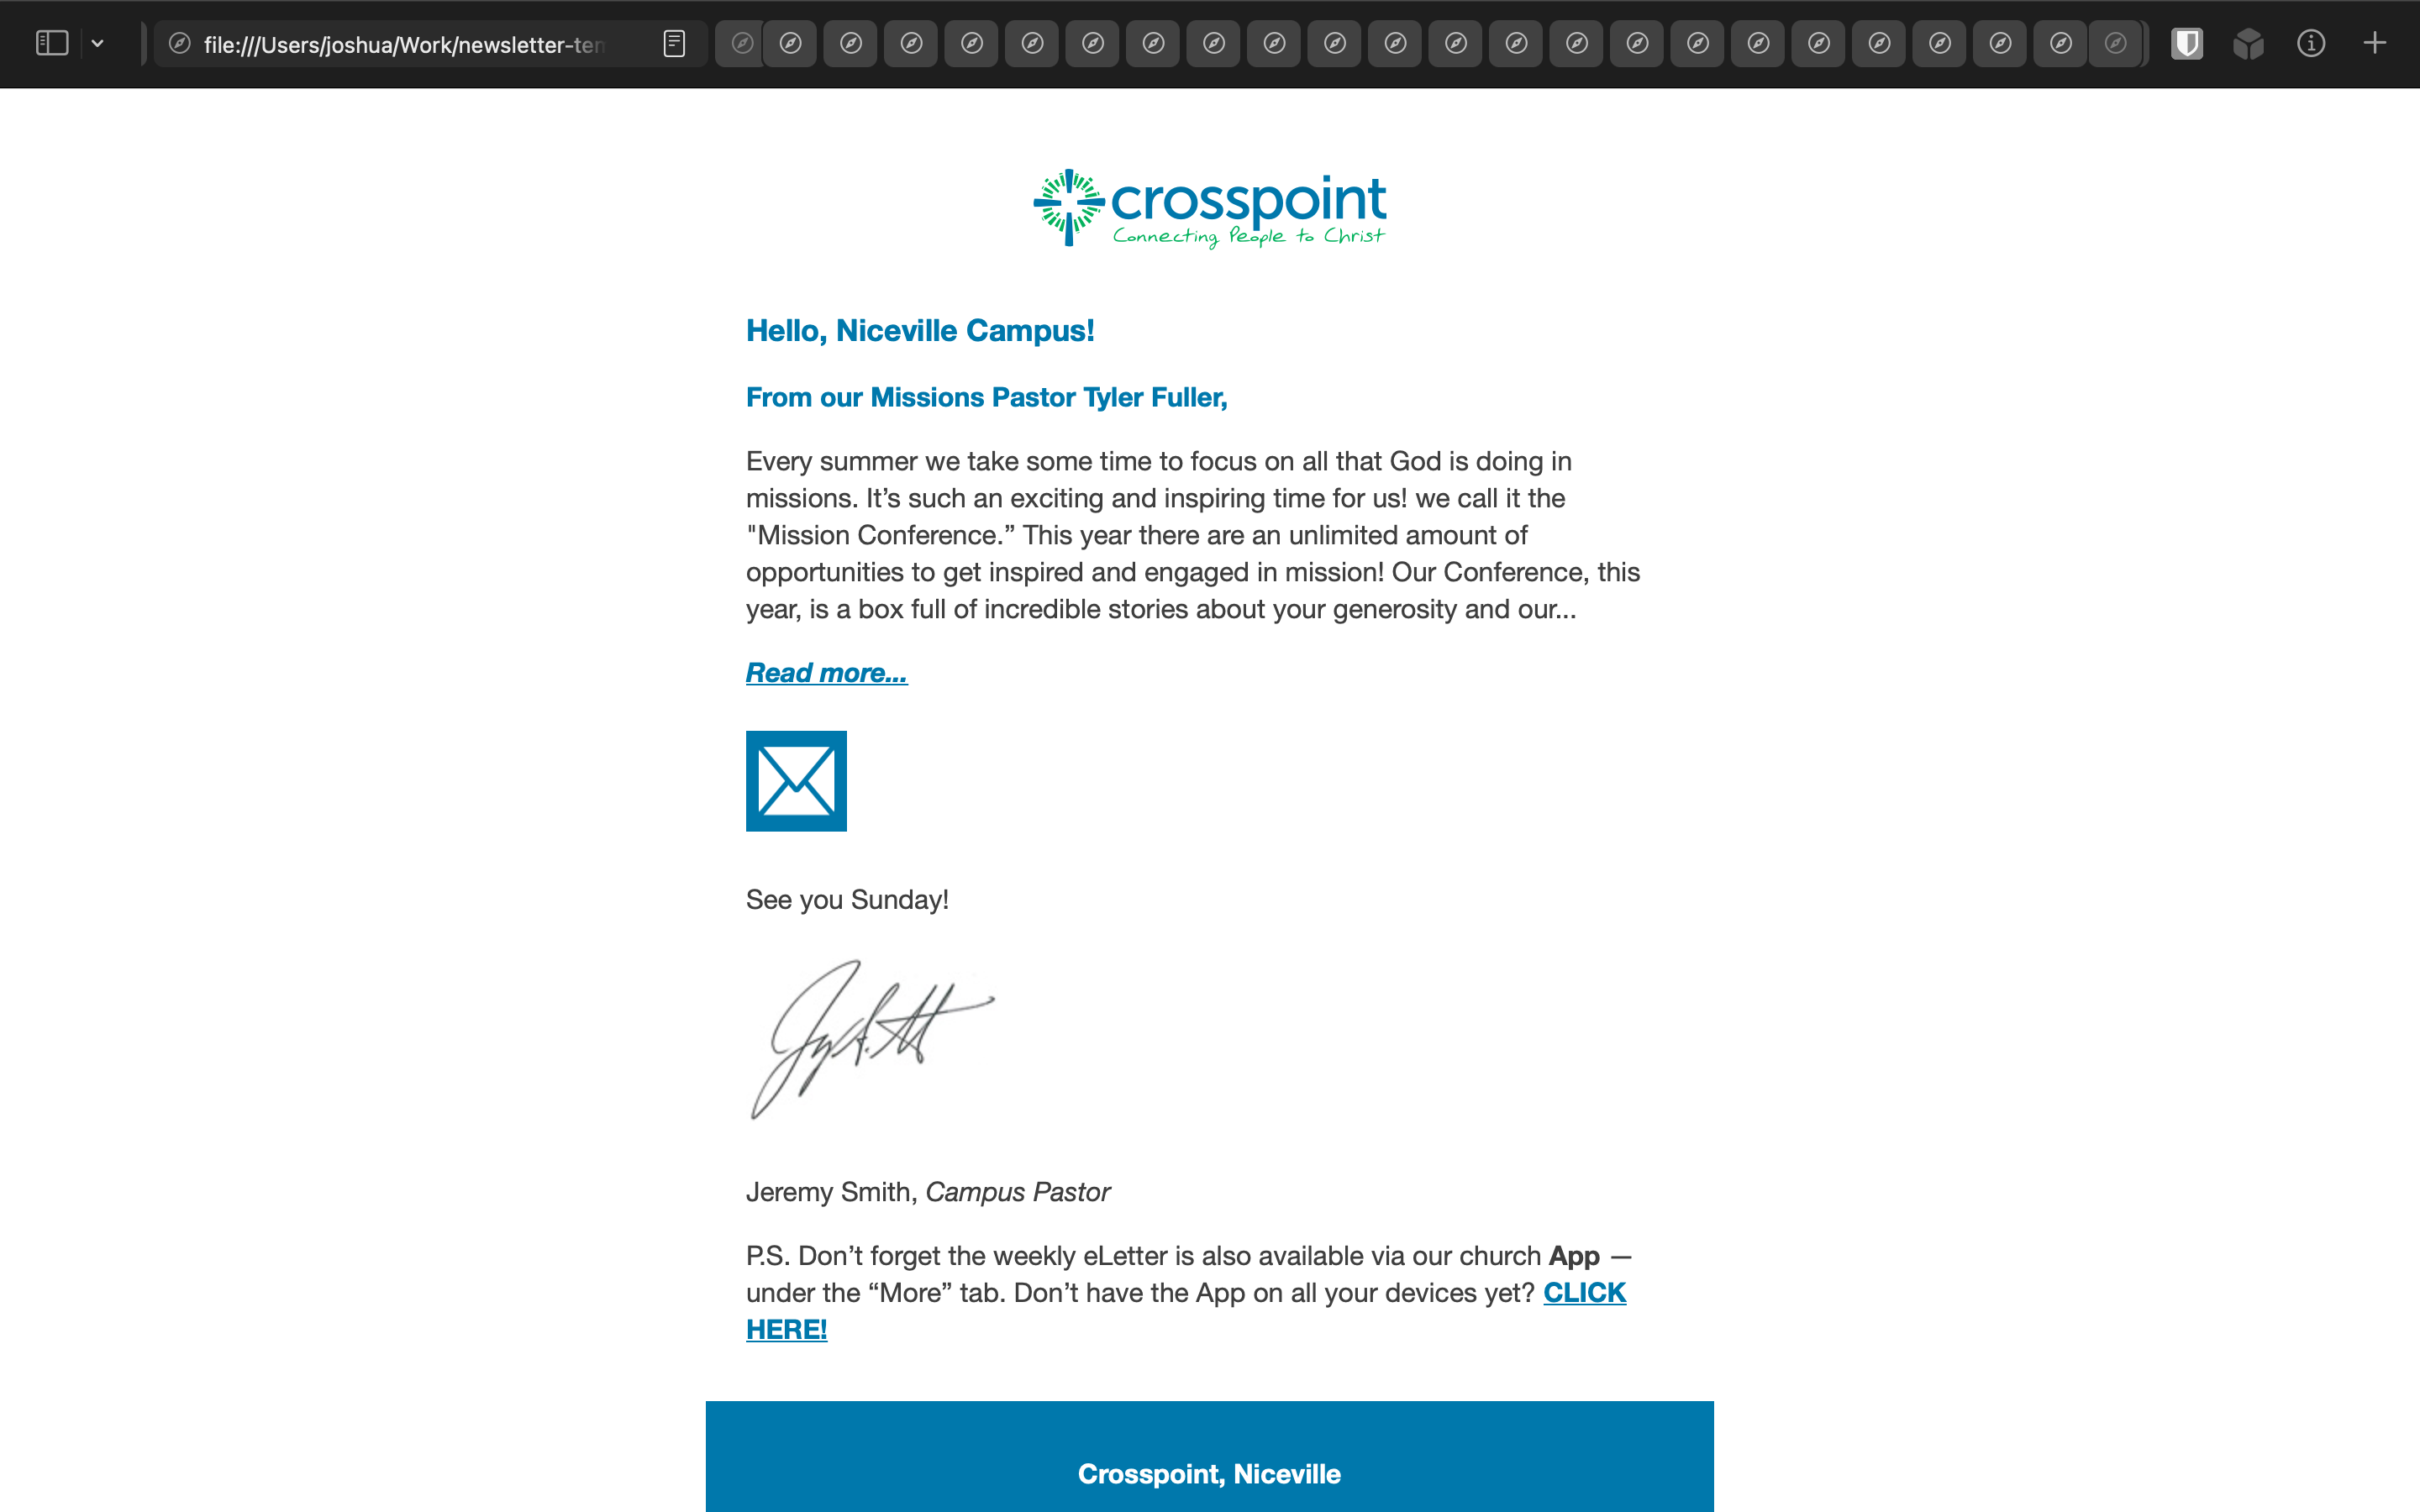 file:///Users/joshua/Work/newsletter-ten
crosspoint
Connecting People to Christ
Hello, Niceville Campus!
From our Missions Pastor Tyler Fuller,
Every summer we take some time to focus on all that God is doing in
missions. It’s such an exciting and inspiring time for us! we call it the
"Mission Conference.” This year there are an unlimited amount of
opportunities to get inspired and engaged in mission! Our Conference, this
year, is a box full of incredible stories about your generosity and our...
Read more...
See you Sunday!
Jeremy Smith, Campus Pastor
P.S. Don’t forget the weekly eLetter is also available via our church App —
under the “More” tab. Don’t have the App on all your devices yet? CLICK
HERE!
Crosspoint, Niceville